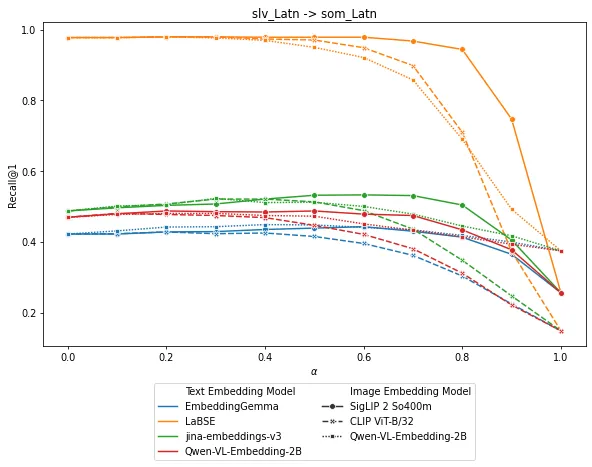 slv_Latn -> som_Latn
Recall@1
1.0
0.8
0.6
0.4
0.2
0.0 0.2 0.4 0.6 0.8 1.0
α
Text Embedding Model Image Embedding Model
EmbeddingGemma SigLIP 2 So400m
LaBSE CLIP ViT-B/32
jina-embeddings-v3 Qwen-VL-Embedding-2B
Qwen-VL-Embedding-2B